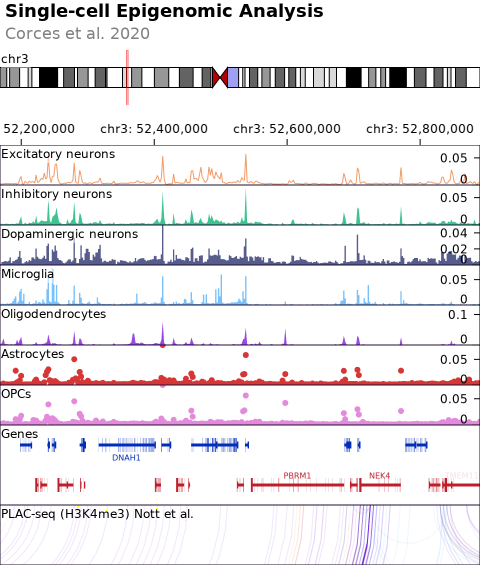 Single-cell Epigenomic Analysis
Corces et al. 2020
chr3
52,200,000 chr3: 52,400,000 chr3: 52,600,000 chr3: 52,800,000
Excitatory neurons 0.05
0
Inhibitory neurons 0.05
0
Dopaminergic neurons 0.04
0.02
0
Microglia 0.05
0
Oligodendrocytes 0.1
0
Astrocytes 0.05
0
OPCs 0.05
0
Genes
DNAH1
PBRM1 NEK4 TMEM110
PLAC-seq (H3K4me3) Nott et al.